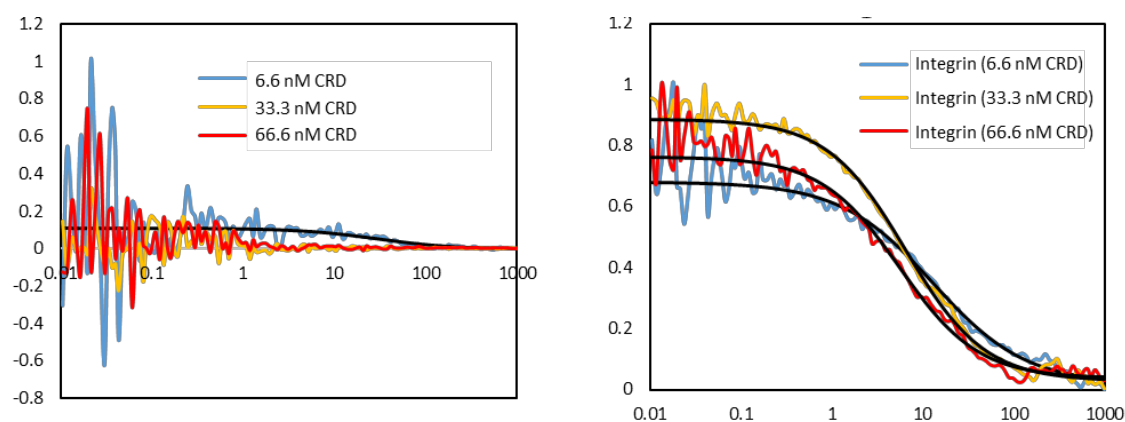 1.2
1
0.8
0.6
0.4
0.2
0
-0.2
-0.4
-0.6
-0.8
0.01 0.1 1 10 100 1000
6.6 nM CRD
33.3 nM CRD
66.6 nM CRD
1.2
1
0.8
0.6
0.4
0.2
0
0.01 0.1 1 10 100 1000
Integrin (6.6 nM CRD)
Integrin (33.3 nM CRD)
Integrin (66.6 nM CRD)